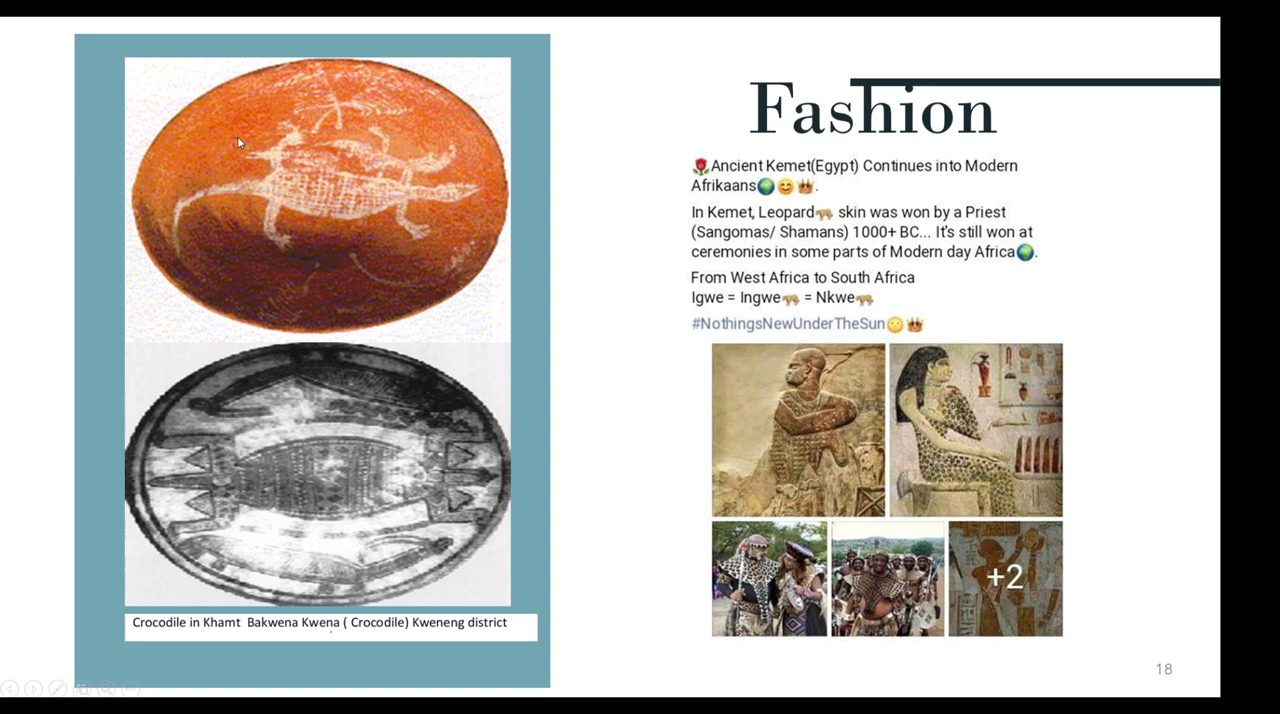 Fashion
🌹Ancient Kemet(Egypt) Continues into Modern
Afrikaans🌍😊👑.
In Kemet, Leopard🐆 skin was won by a Priest
(Sangomas/ Shamans) 1000+ BC... It's still won at
ceremonies in some parts of Modern day Africa🌍.
From West Africa to South Africa
Igwe = Ingwe🐆 = Nkwe🐆
#NothingsNewUnderTheSun🌝👑
+2
Crocodile in Khamt Bakwena Kwena ( Crocodile) Kweneng district
18